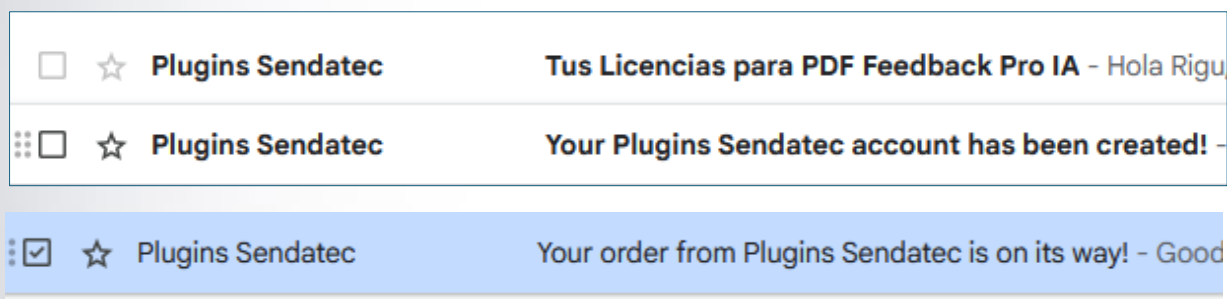 Plugins Sendatec Tus Licencias para PDF Feedback Pro IA - Hola Rigu,
Plugins Sendatec Your Plugins Sendatec account has been created! -
Plugins Sendatec Your order from Plugins Sendatec is on its way! - Good